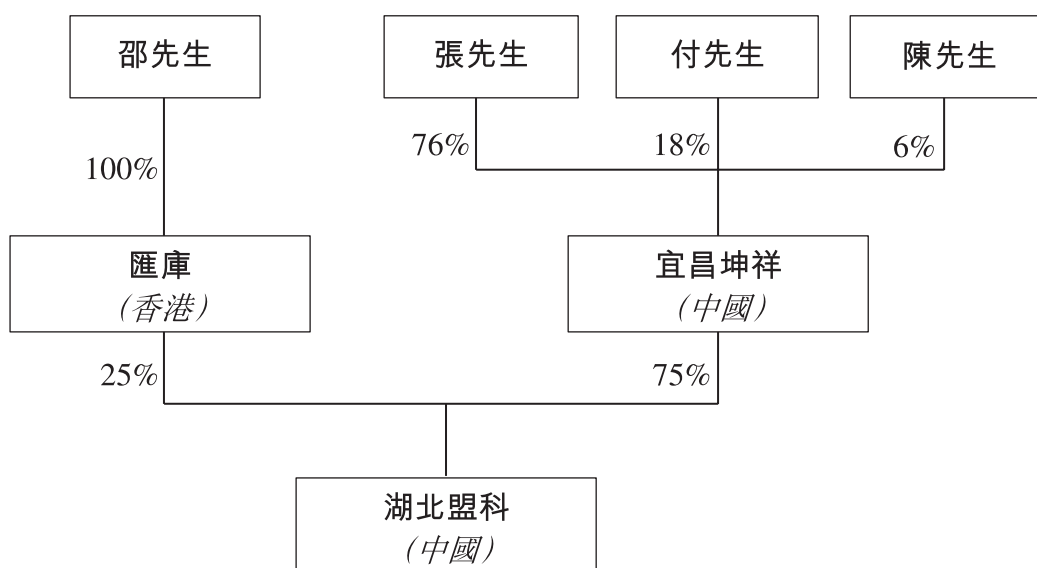 邵先生
張先生
付先生
陳先生
76%
18%
6%
100%
匯庫
(香港)
宜昌坤祥
(中國)
25%
75%
湖北盟科
(中國)